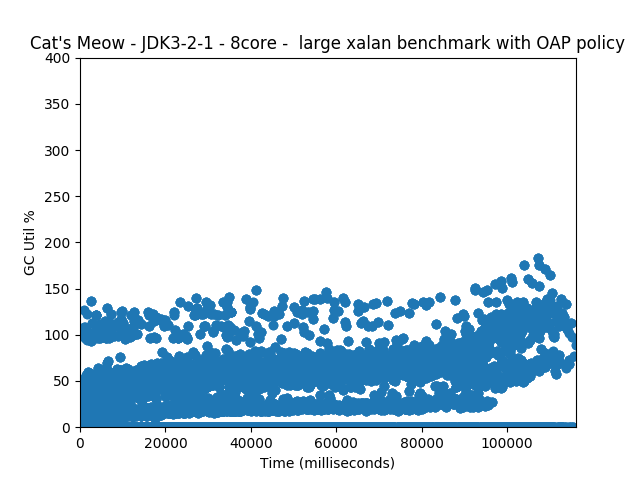 Cat's Meow - JDK3-2-1 - 8core -  large xalan benchmark with OAP policy
400
350
300
250
200
150
100
50
0
GC Util %
0 20000 40000 60000 80000 100000
Time (milliseconds)